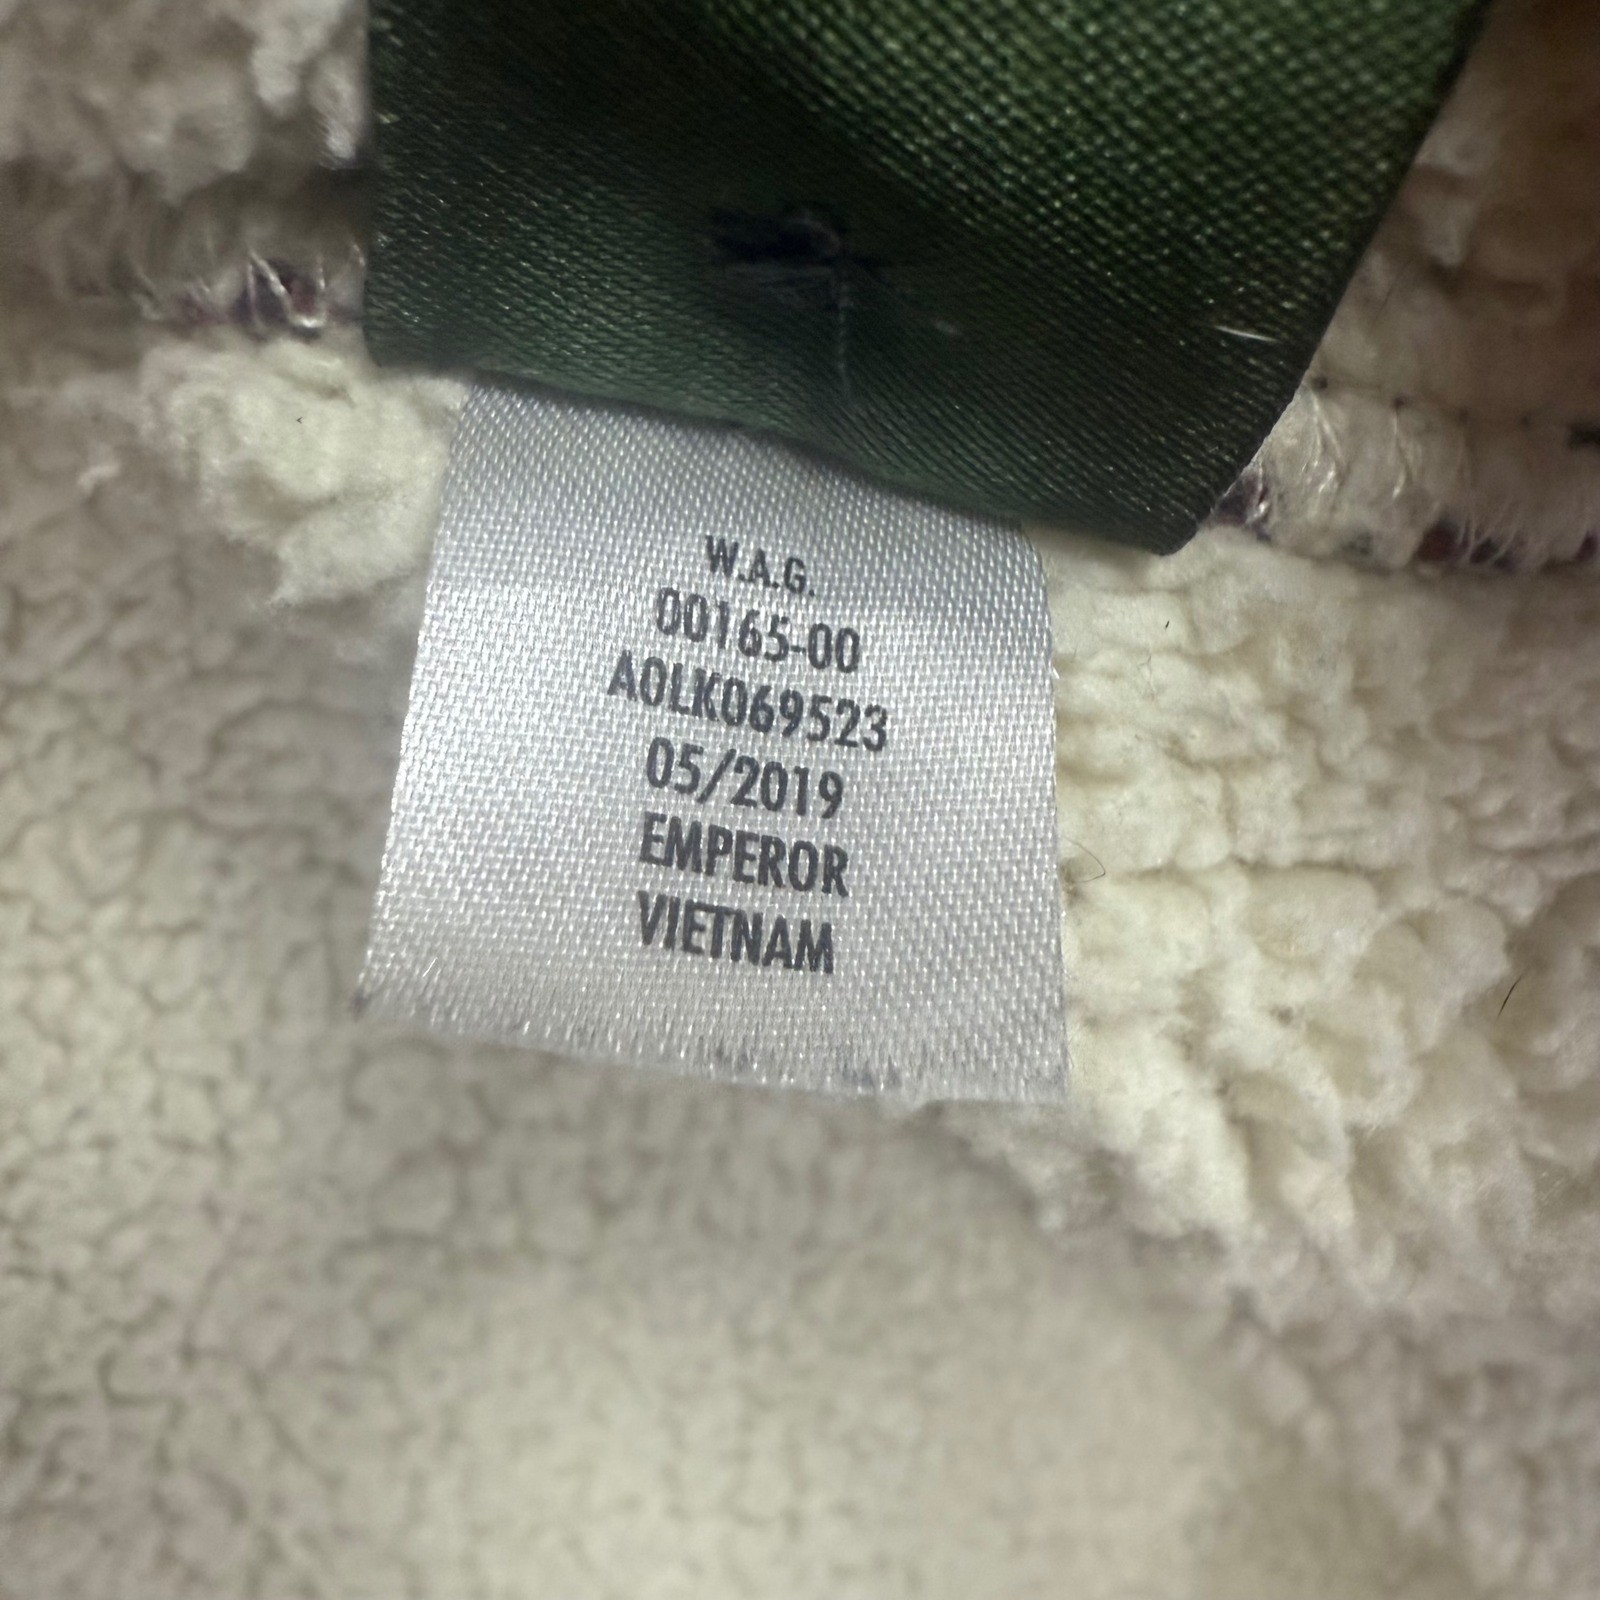 W.A.G.
00165-00
AOLK069523
05/2019
EMPEROR
VIETNAM